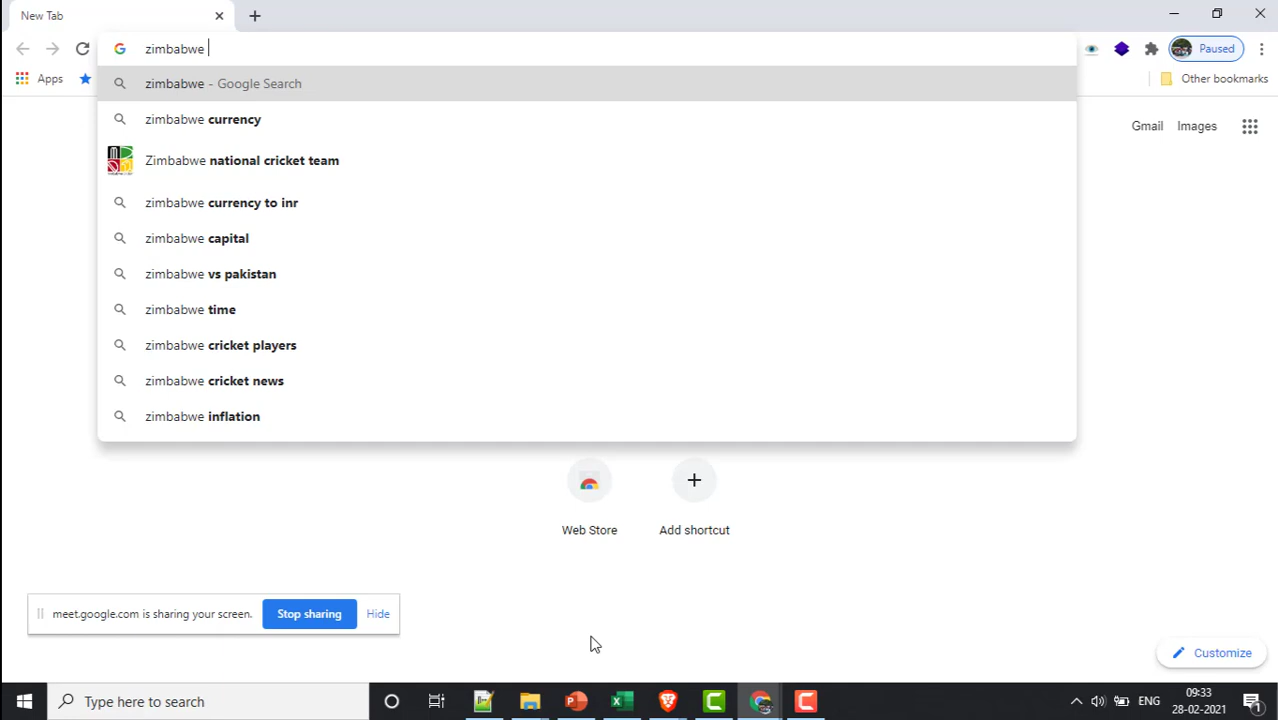 New Tab
zimbabwe
Paused
Apps
Other bookmarks
zimbabwe - Google Search
zimbabwe currency
Gmail Images
Zimbabwe national cricket team
zimbabwe currency to inr
zimbabwe capital
zimbabwe vs pakistan
zimbabwe time
zimbabwe cricket players
zimbabwe cricket news
zimbabwe inflation
Web Store
Add shortcut
meet.google.com is sharing your screen.
Stop sharing
Hide
Customize
Type here to search
ENG
09:33
28-02-2021
1